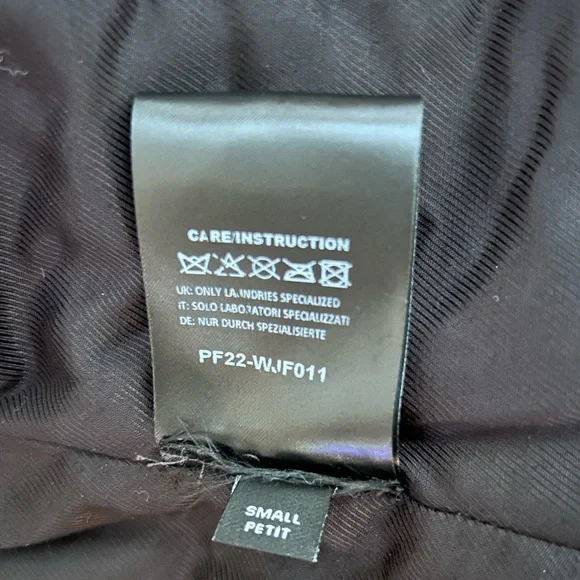 CARE/INSTRUCTION
UK: ONLY LAUNDRIES SPECIALIZED
IT: SOLO LABORATORI SPECIALIZZATI
DE: NUR DURCH SPEZIALISIERTE
PF22-WJF011
SMALL
PETIT